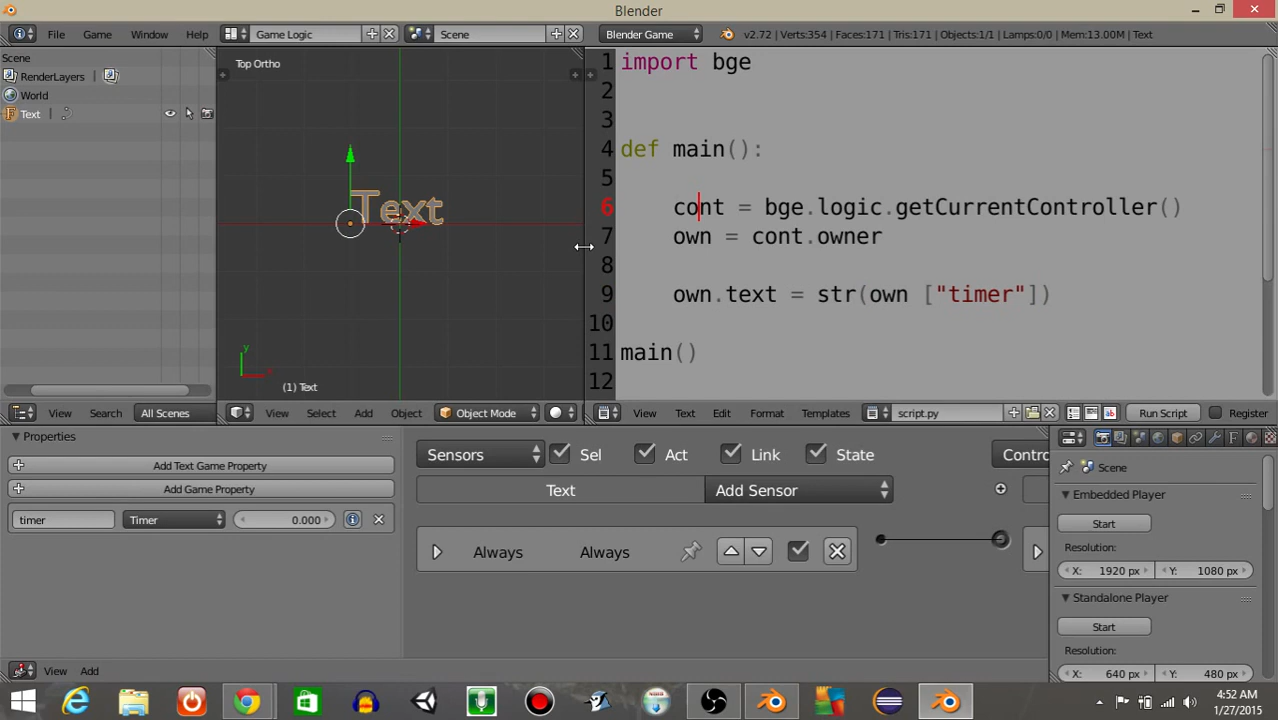 Blender
File Game Window Help Game Logic Scene Blender Game v2.72 | Verts:354 | Faces:171 | Tris:171 | Objects:1/1 | Lamps:0/0 | Mem:13.00M | Text
Scene
RenderLayers
World
Text
Top Ortho
Text
y
x
(1) Text
1 import bge
2
3
4 def main():
5
6 cont = bge.logic.getCurrentController()
7 own = cont.owner
8
9 own.text = str(own ["timer"])
10
11 main()
12
View Search All Scenes
View Select Add Object Object Mode
View Text Edit Format Templates script.py Run Script Register
Properties
Add Text Game Property
Add Game Property
timer Timer 0.000
Sensors Sel Act Link State Contro
Text Add Sensor
Always Always
View Add
Scene
Embedded Player
Start
Resolution:
X: 1920 px Y: 1080 px
Standalone Player
Start
Resolution:
X: 640 px Y: 480 px
4:52 AM
1/27/2015